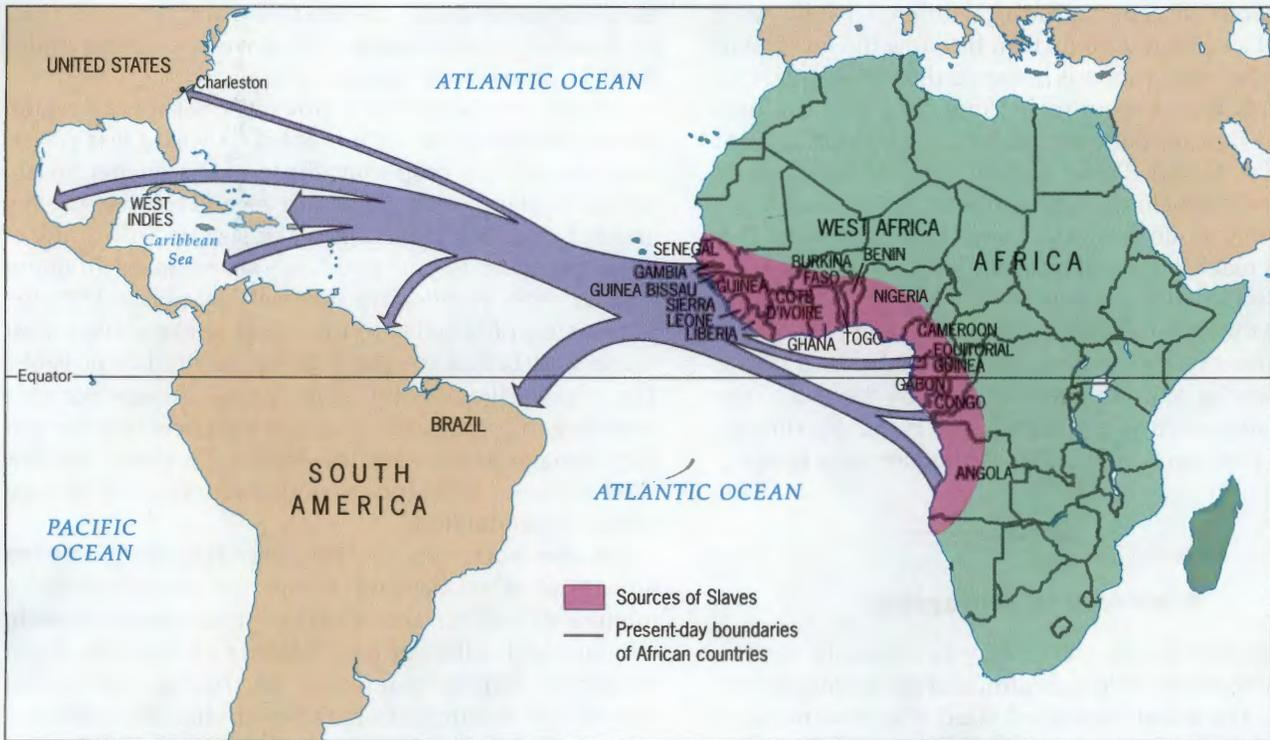 UNITED STATES
Charleston
ATLANTIC OCEAN
WEST
INDIES
Caribbean
Sea
SENEGAL
GAMBIA
GUINEA BISSAU
GUINEA
SIERRA
LEONE
LIBERIA
WEST AFRICA
BURKINA
FASO
BENIN
COTE
D'IVOIRE
NIGERIA
GHANA
TOGO
AFRICA
CAMEROON
EQUITORIAL
GUINEA
GABON
CONGO
ANGOLA
Equator
BRAZIL
SOUTH
AMERICA
ATLANTIC OCEAN
PACIFIC
OCEAN
Sources of Slaves
Present-day boundaries
of African countries